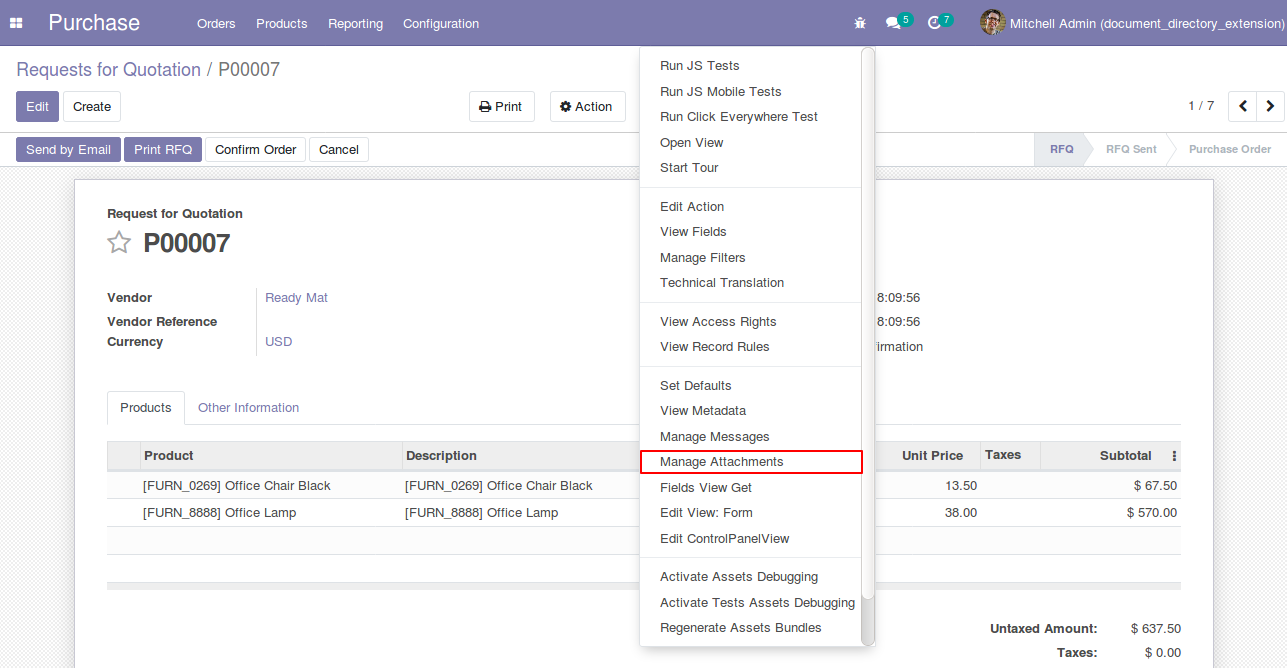 Purchase Orders Products Reporting Configuration 5 7 Mitchell Admin (document_directory_extension)
Requests for Quotation / P00007
Edit Create Print Action 1 / 7
Send by Email Print RFQ Confirm Order Cancel RFQ RFQ Sent Purchase Order
Request for Quotation
P00007
Vendor Ready Mat 8:09:56
Vendor Reference 8:09:56
Currency USD
Products Other Information
Product Description Unit Price Taxes Subtotal
[FURN_0269] Office Chair Black [FURN_0269] Office Chair Black 13.50 $ 67.50
[FURN_8888] Office Lamp [FURN_8888] Office Lamp 38.00 $ 570.00
Untaxed Amount: $ 637.50
Taxes: $ 0.00
Run JS Tests
Run JS Mobile Tests
Run Click Everywhere Test
Open View
Start Tour
Edit Action
View Fields
Manage Filters
Technical Translation
View Access Rights
View Record Rules
Set Defaults
View Metadata
Manage Messages
Manage Attachments
Fields View Get
Edit View: Form
Edit ControlPanelView
Activate Assets Debugging
Activate Tests Assets Debugging
Regenerate Assets Bundles